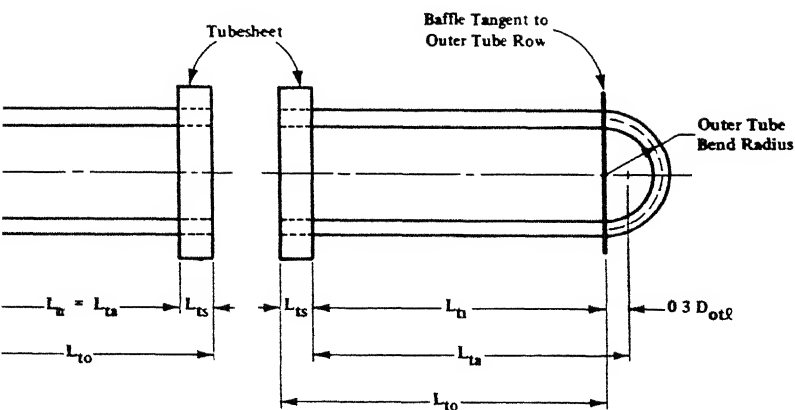 Tubesheet
Baffle Tangent to
Outer Tube Row
Outer Tube
Bend Radius
L_ti = L_ta
L_ts
L_ts
L_ti
0 3 D_otℓ
L_to
L_ta
L_to